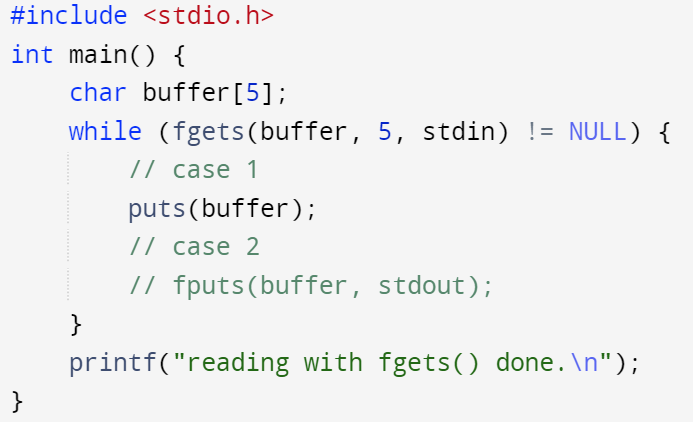 #include <stdio.h>
int main() {
    char buffer[5];
    while (fgets(buffer, 5, stdin) != NULL) {
        // case 1
        puts(buffer);
        // case 2
        // fputs(buffer, stdout);
    }
    printf("reading with fgets() done.\n");
}